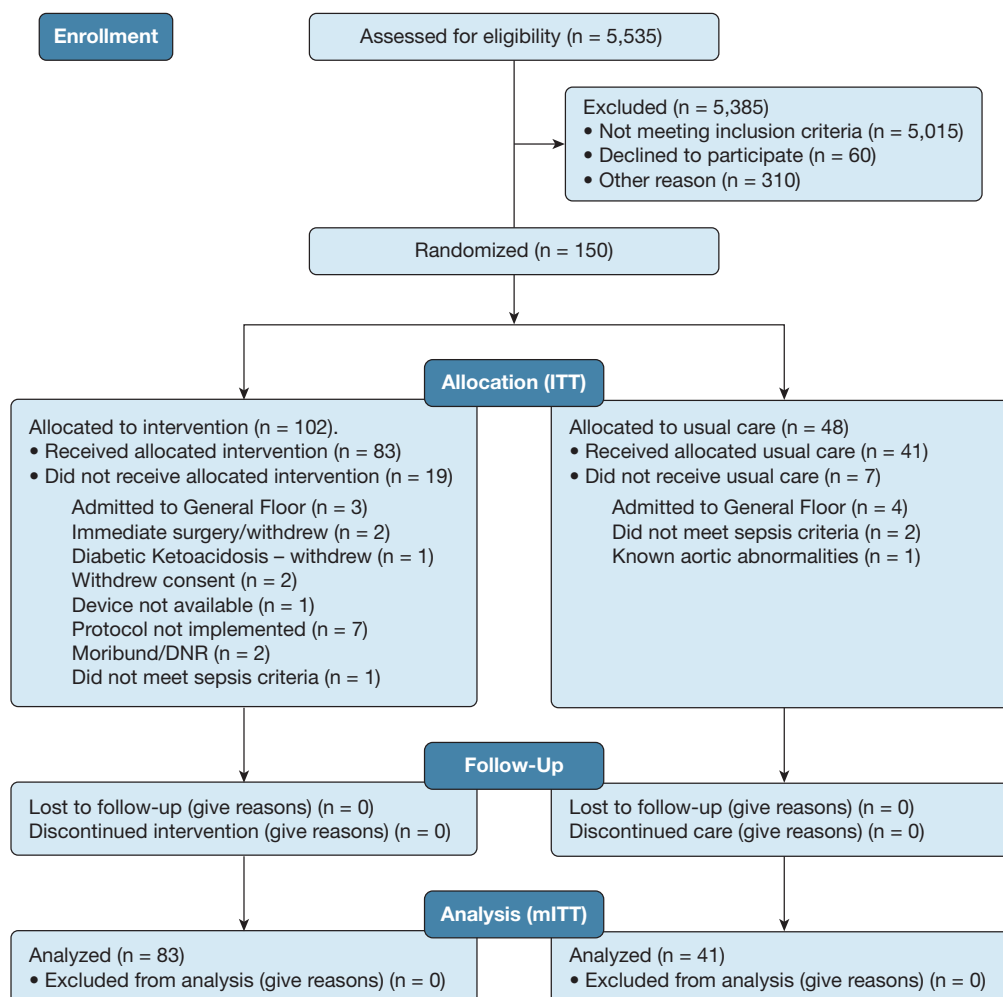 Enrollment
Assessed for eligibility (n = 5,535)
Excluded (n = 5,385)
• Not meeting inclusion criteria (n = 5,015)
• Declined to participate (n = 60)
• Other reason (n = 310)
Randomized (n = 150)
Allocation (ITT)
Allocated to intervention (n = 102).
• Received allocated intervention (n = 83)
• Did not receive allocated intervention (n = 19)
Admitted to General Floor (n = 3)
Immediate surgery/withdrew (n = 2)
Diabetic Ketoacidosis – withdrew (n = 1)
Withdrew consent (n = 2)
Device not available (n = 1)
Protocol not implemented (n = 7)
Moribund/DNR (n = 2)
Did not meet sepsis criteria (n = 1)
Allocated to usual care (n = 48)
• Received allocated usual care (n = 41)
• Did not receive usual care (n = 7)
Admitted to General Floor (n = 4)
Did not meet sepsis criteria (n = 2)
Known aortic abnormalities (n = 1)
Follow-Up
Lost to follow-up (give reasons) (n = 0)
Discontinued intervention (give reasons) (n = 0)
Lost to follow-up (give reasons) (n = 0)
Discontinued care (give reasons) (n = 0)
Analysis (mITT)
Analyzed (n = 83)
• Excluded from analysis (give reasons) (n = 0)
Analyzed (n = 41)
• Excluded from analysis (give reasons) (n = 0)